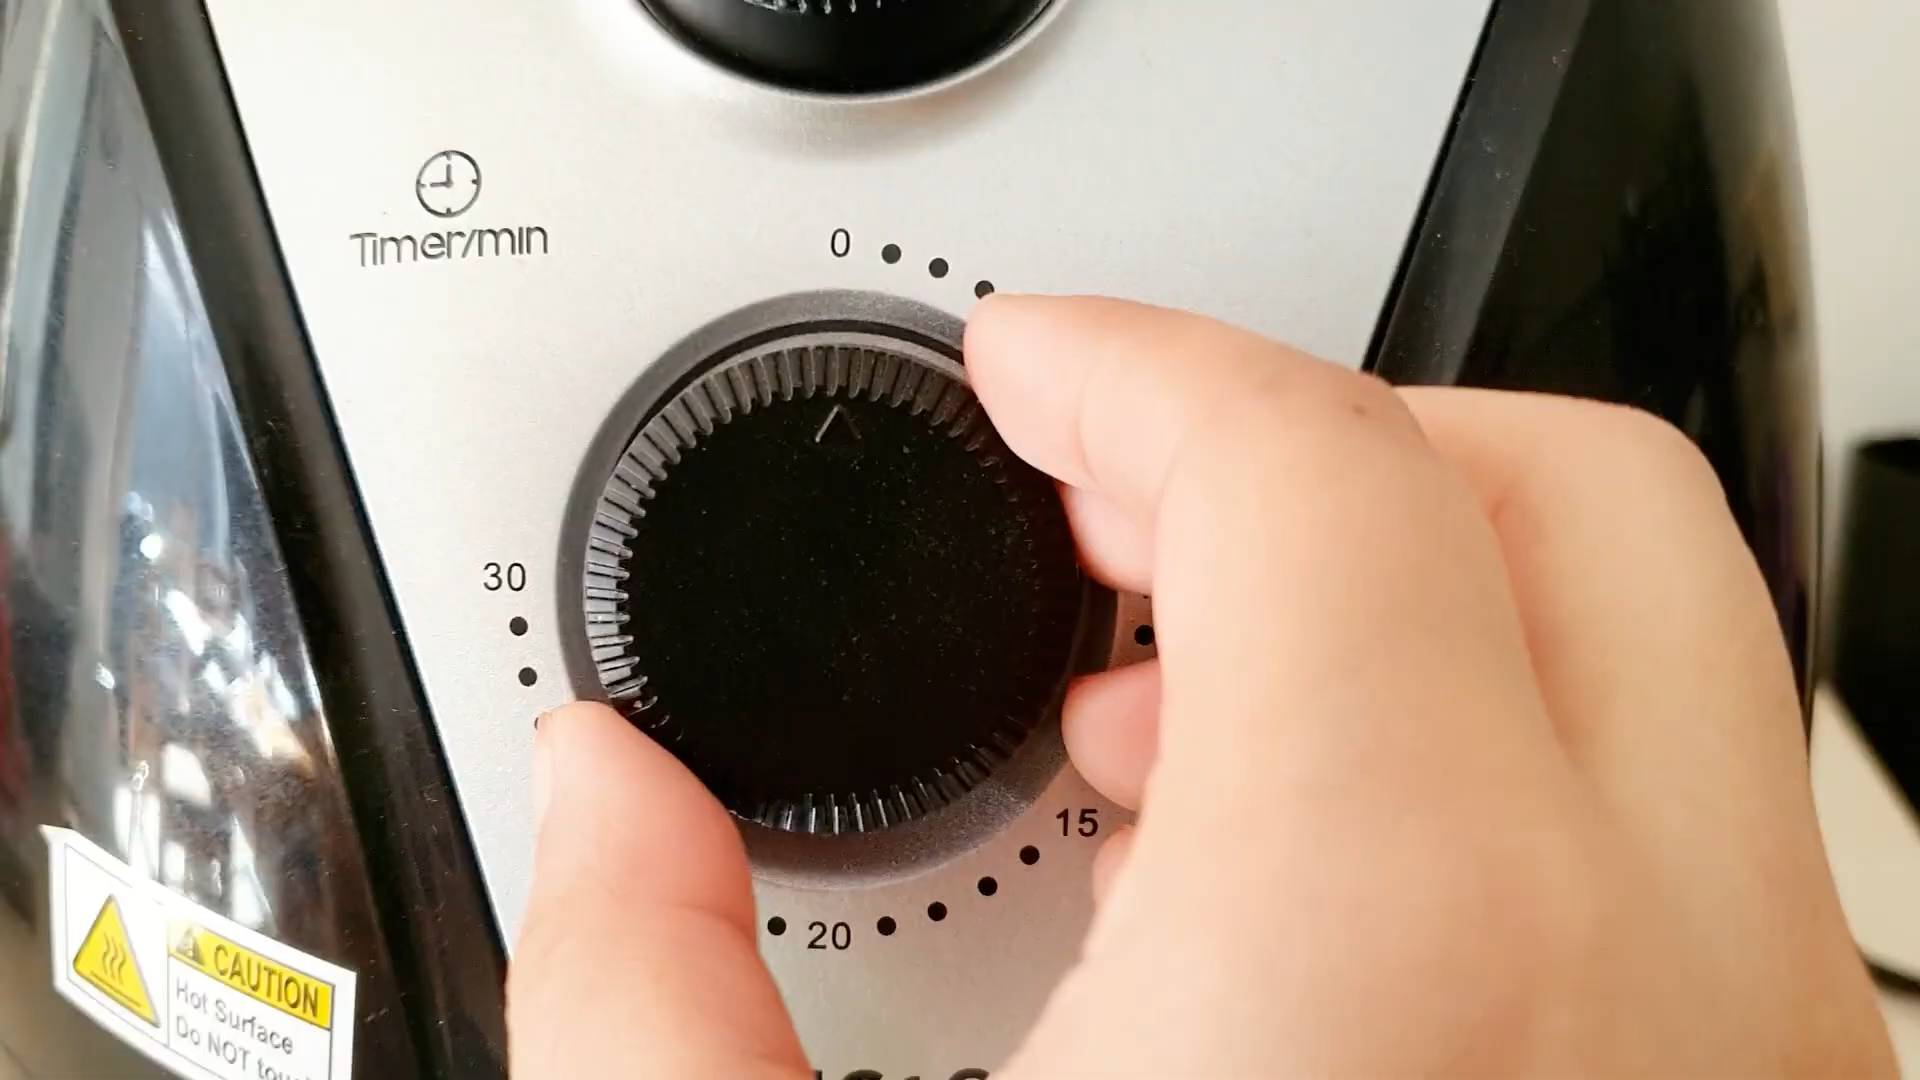 Timer/min
0
30
15
20
CAUTION
Hot Surface
Do NOT